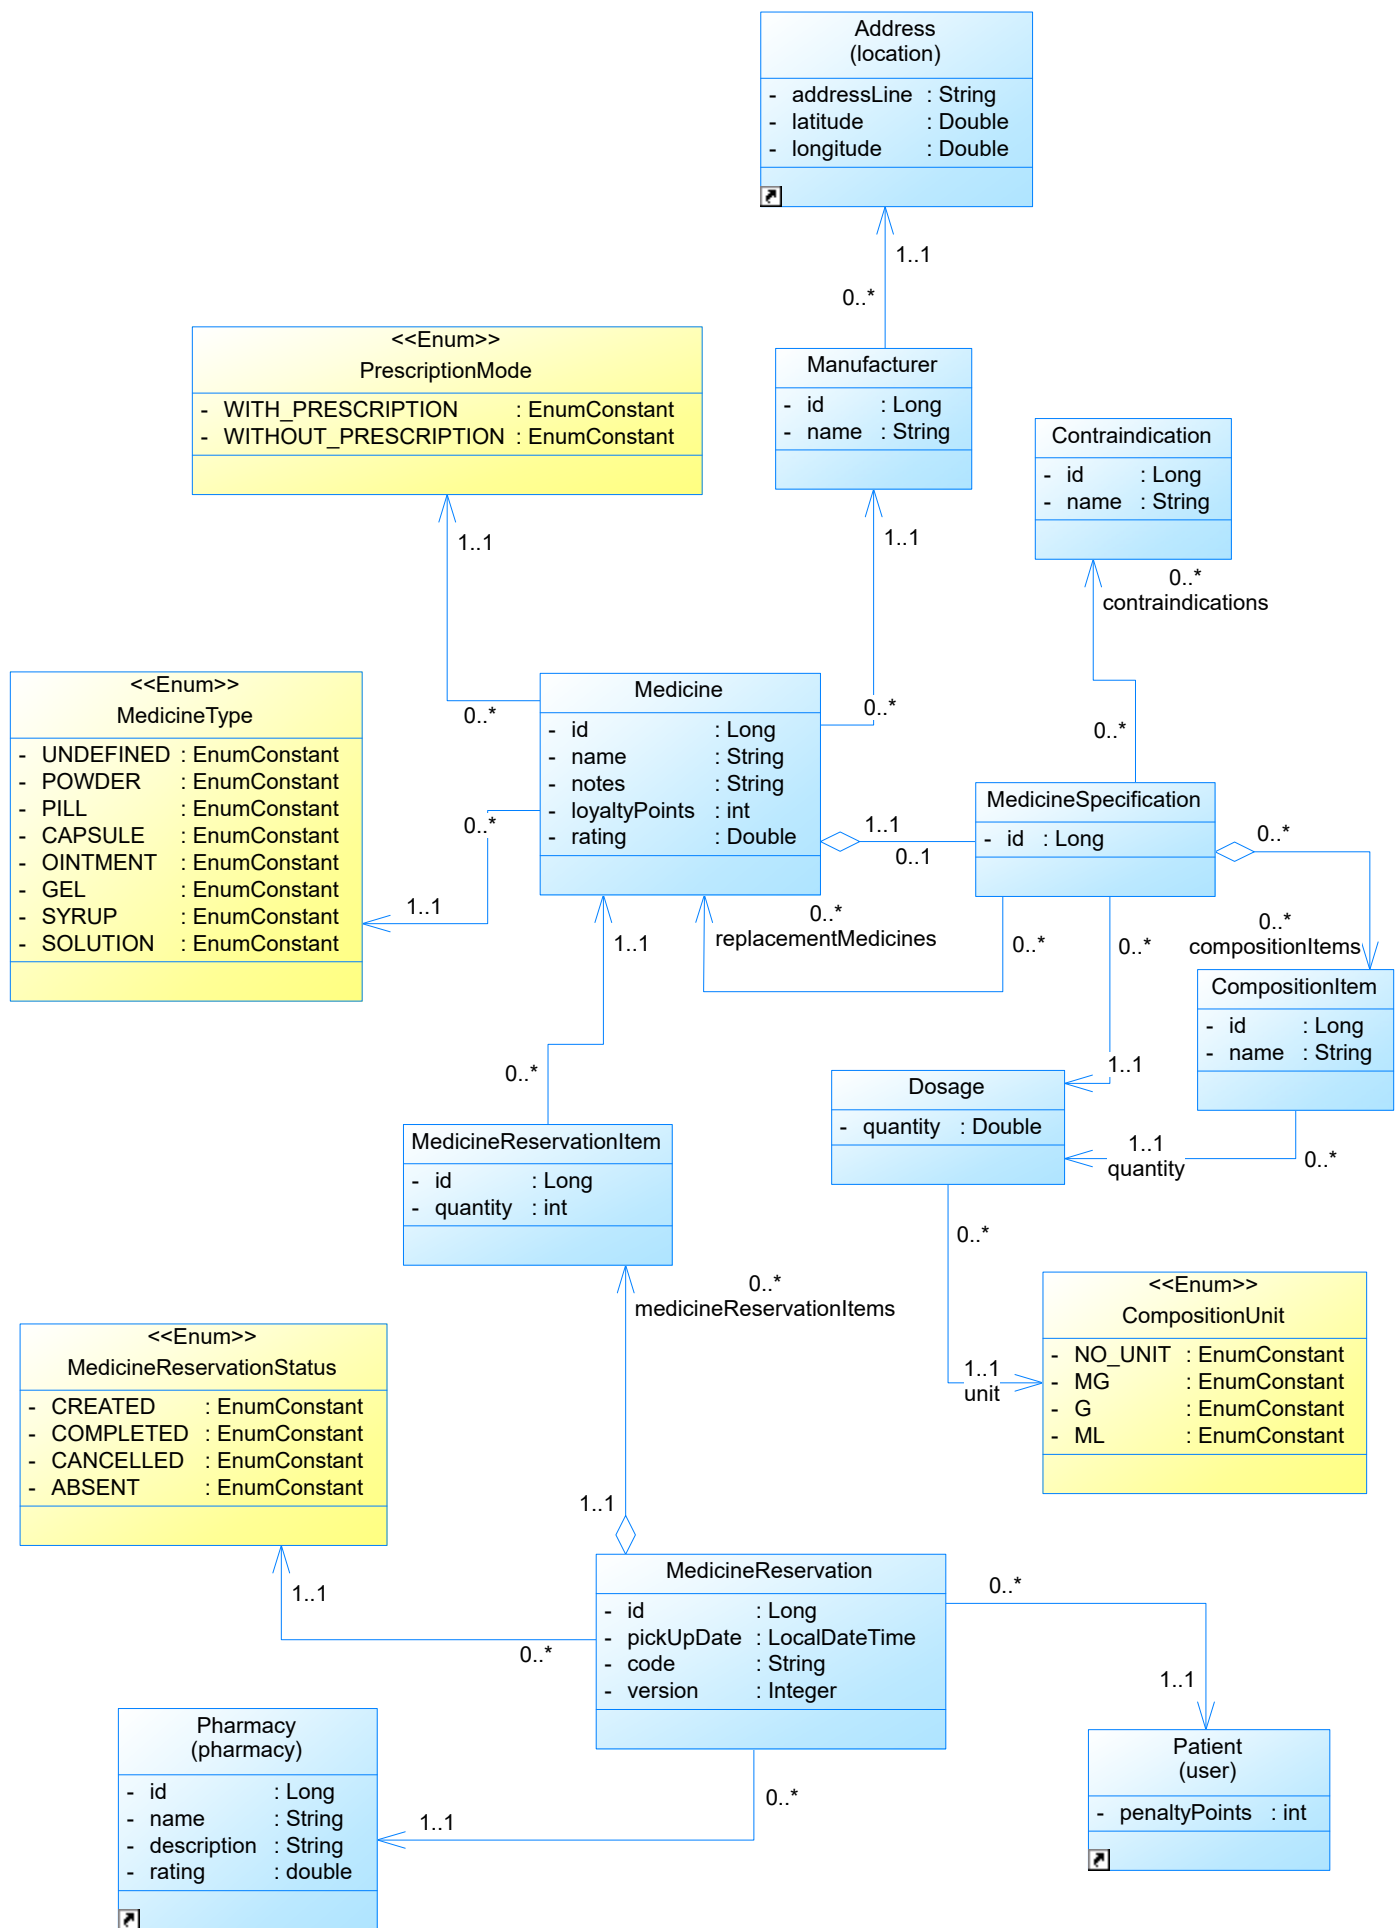 Address
(location)
- addressLine : String
- latitude : Double
- longitude : Double
1..1
0..*
<<Enum>>
PrescriptionMode
- WITH_PRESCRIPTION : EnumConstant
- WITHOUT_PRESCRIPTION : EnumConstant
1..1
0..*
Manufacturer
- id : Long
- name : String
1..1
0..*
Contraindication
- id : Long
- name : String
0..*
contraindications
0..*
<<Enum>>
MedicineType
- UNDEFINED : EnumConstant
- POWDER : EnumConstant
- PILL : EnumConstant
- CAPSULE : EnumConstant
- OINTMENT : EnumConstant
- GEL : EnumConstant
- SYRUP : EnumConstant
- SOLUTION : EnumConstant
0..*
1..1
Medicine
- id : Long
- name : String
- notes : String
- loyaltyPoints : int
- rating : Double
1..1
0..1
MedicineSpecification
- id : Long
0..*
0..*
compositionItems
0..*
replacementMedicines
0..*
0..*
1..1
1..1
0..*
CompositionItem
- id : Long
- name : String
Dosage
- quantity : Double
1..1
quantity
0..*
MedicineReservationItem
- id : Long
- quantity : int
0..*
0..*
medicineReservationItems
<<Enum>>
CompositionUnit
- NO_UNIT : EnumConstant
- MG : EnumConstant
- G : EnumConstant
- ML : EnumConstant
1..1
unit
<<Enum>>
MedicineReservationStatus
- CREATED : EnumConstant
- COMPLETED : EnumConstant
- CANCELLED : EnumConstant
- ABSENT : EnumConstant
1..1
1..1
0..*
MedicineReservation
- id : Long
- pickUpDate : LocalDateTime
- code : String
- version : Integer
0..*
1..1
Pharmacy
(pharmacy)
- id : Long
- name : String
- description : String
- rating : double
1..1
0..*
Patient
(user)
- penaltyPoints : int